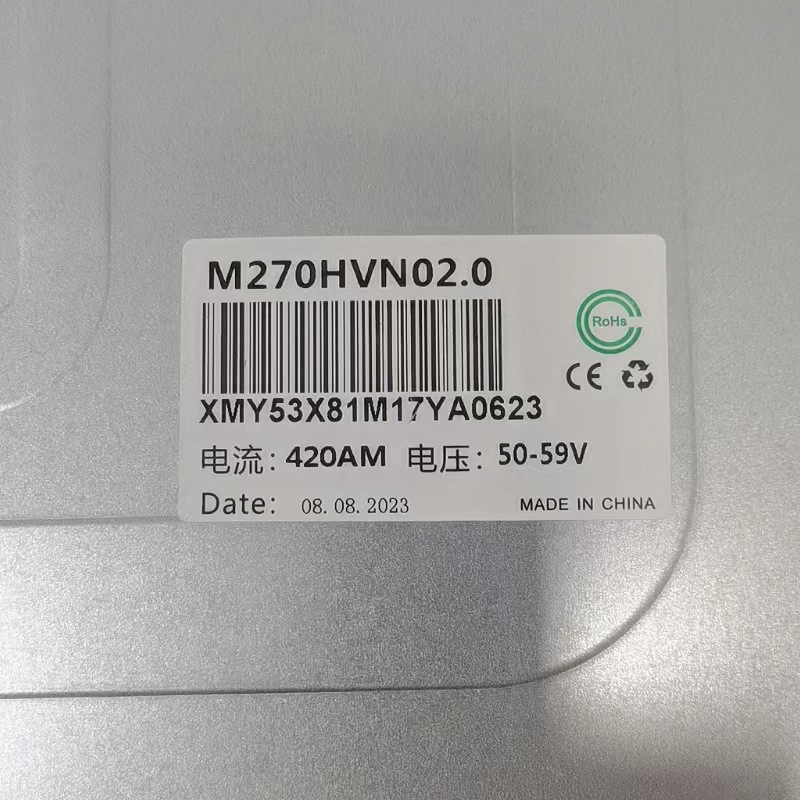 M270HVN02.0
RoHs
CE
XMY53X81M17YA0623
电流: 420AM 电压: 50-59V
Date: 08.08.2023 MADE IN CHINA